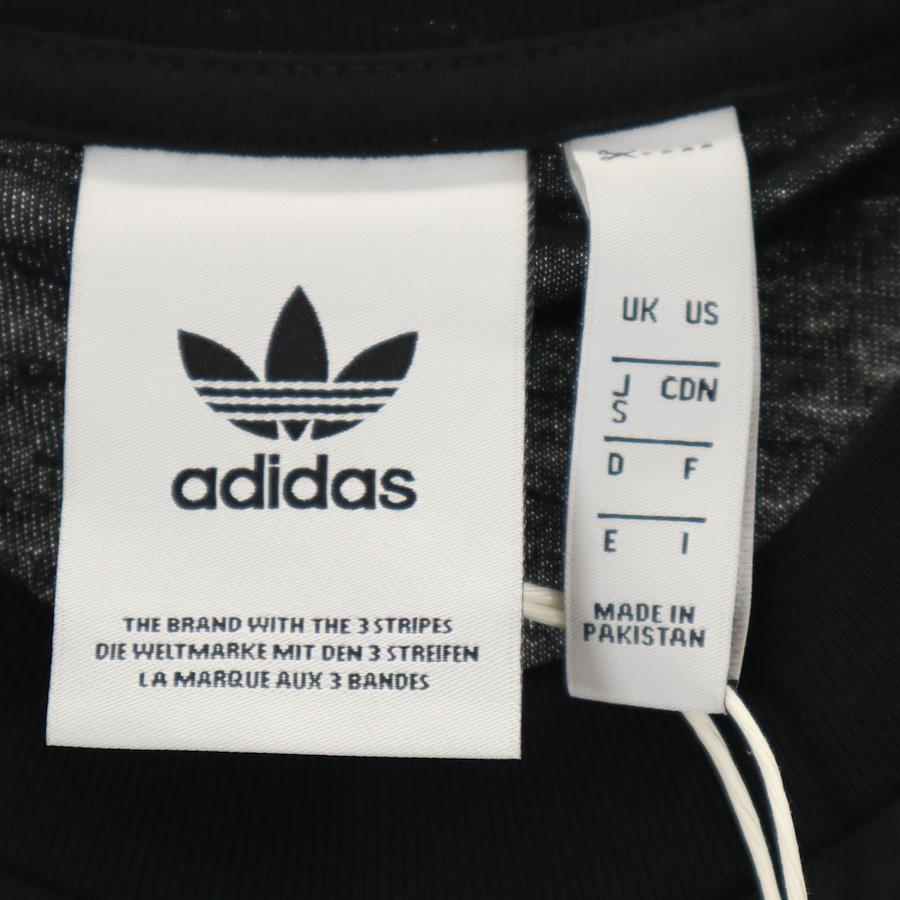 adidas
THE BRAND WITH THE 3 STRIPES
DIE WELTMARKE MIT DEN 3 STREIFEN
LA MARQUE AUX 3 BANDES
UK US
J CDN
S
D F
E I
MADE IN
PAKISTAN